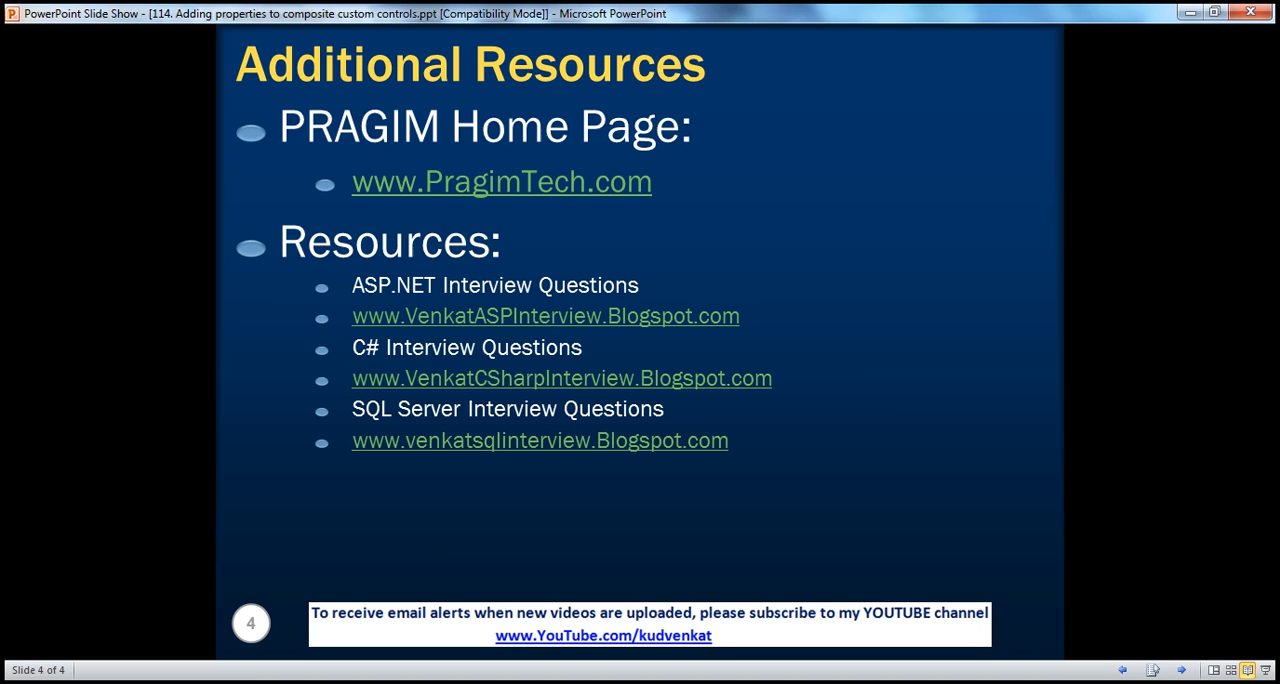 PowerPoint Slide Show - [114. Adding properties to composite custom controls.ppt [Compatibility Mode]] - Microsoft PowerPoint
Additional Resources
PRAGIM Home Page:
www.PragimTech.com
Resources:
ASP.NET Interview Questions
www.VenkatASPInterview.Blogspot.com
C# Interview Questions
www.VenkatCSharpInterview.Blogspot.com
SQL Server Interview Questions
www.venkatsqlinterview.Blogspot.com
4
To receive email alerts when new videos are uploaded, please subscribe to my YOUTUBE channel
www.YouTube.com/kudvenkat
Slide 4 of 4